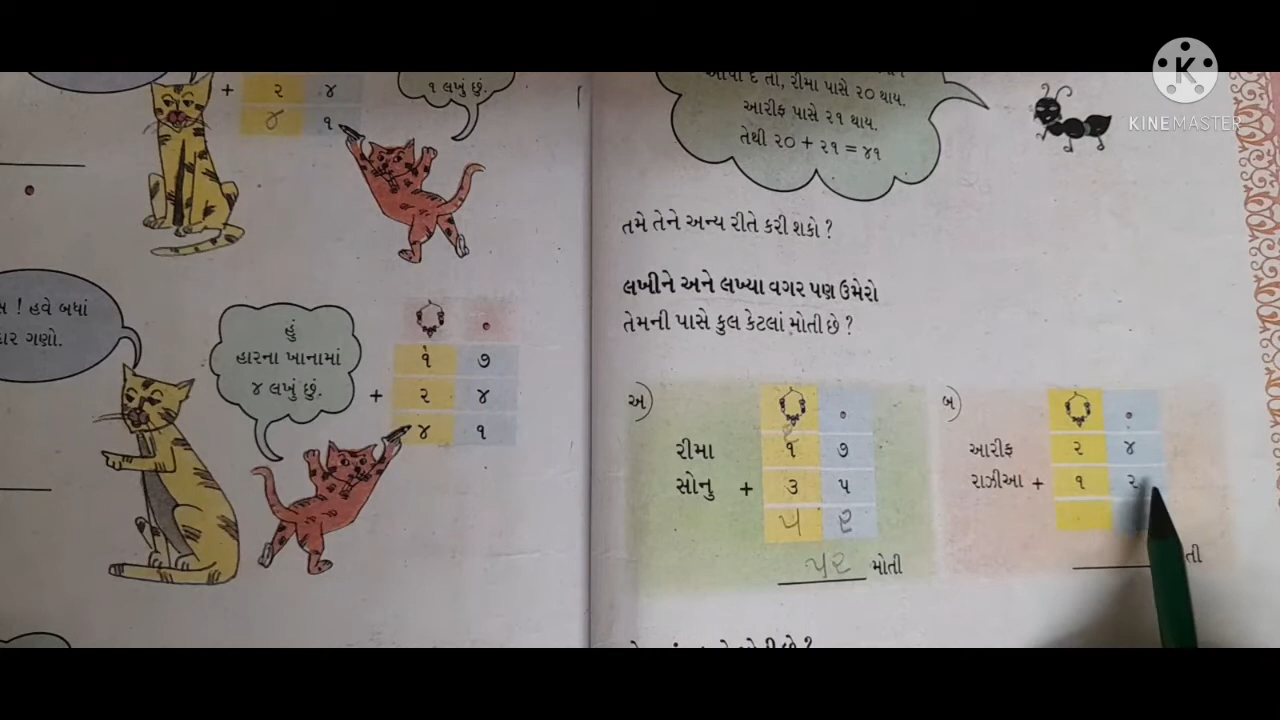 + ૨ ૪
૪ ૧
૧ લખું છું.
! હવે બધાં
ગણો.
હું
હારના ખાનામાં
૪ લખું છું.
૧
૧ ૭
+ ૨ ૪
૪ ૧
તો, રીમા પાસે ૨૦ થાય.
આરીફ પાસે ૨૧ થાય.
તેથી ૨૦ + ૨૧ = ૪૧
તમે તેને અન્ય રીતે કરી શકો ?
લખીને અને લખ્યા વગર પણ ઉમેરો
તેમની પાસે કુલ કેટલાં મોતી છે ?
અ)
રીમા ૧ ૭
સોનુ + ૩ ૫
૫ ૨
૫૨ મોતી
બ)
આરીફ ૨ ૪
રાઝીઆ + ૧ ૨
તી
K
KINEMASTER